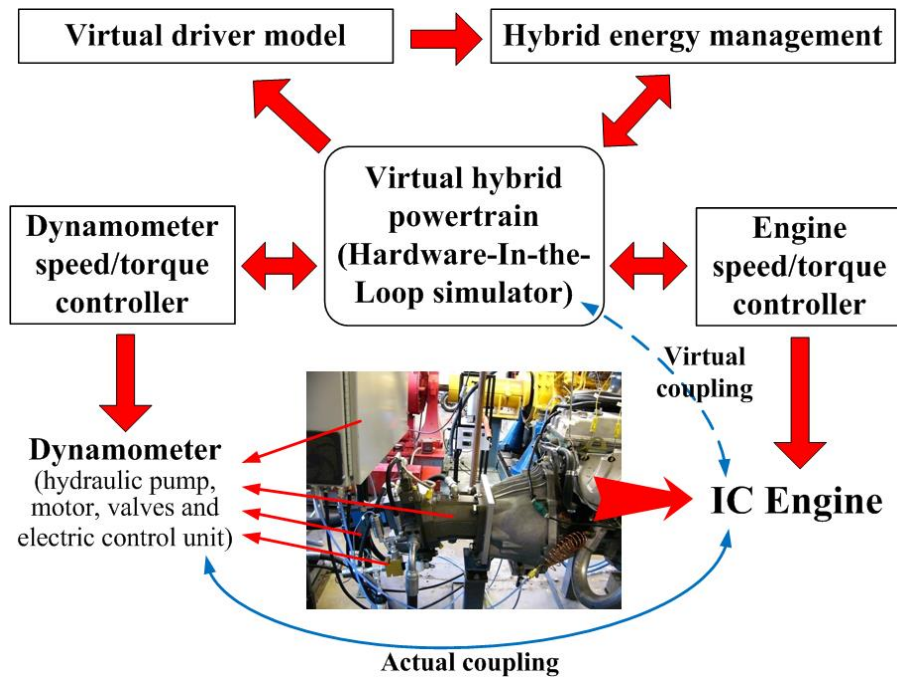 Virtual driver model
Hybrid energy management
Virtual hybrid
powertrain
(Hardware-In-the-
Loop simulator)
Dynamometer
speed/torque
controller
Engine
speed/torque
controller
Virtual
coupling
Dynamometer
(hydraulic pump,
motor, valves and
electric control unit)
IC Engine
Actual coupling